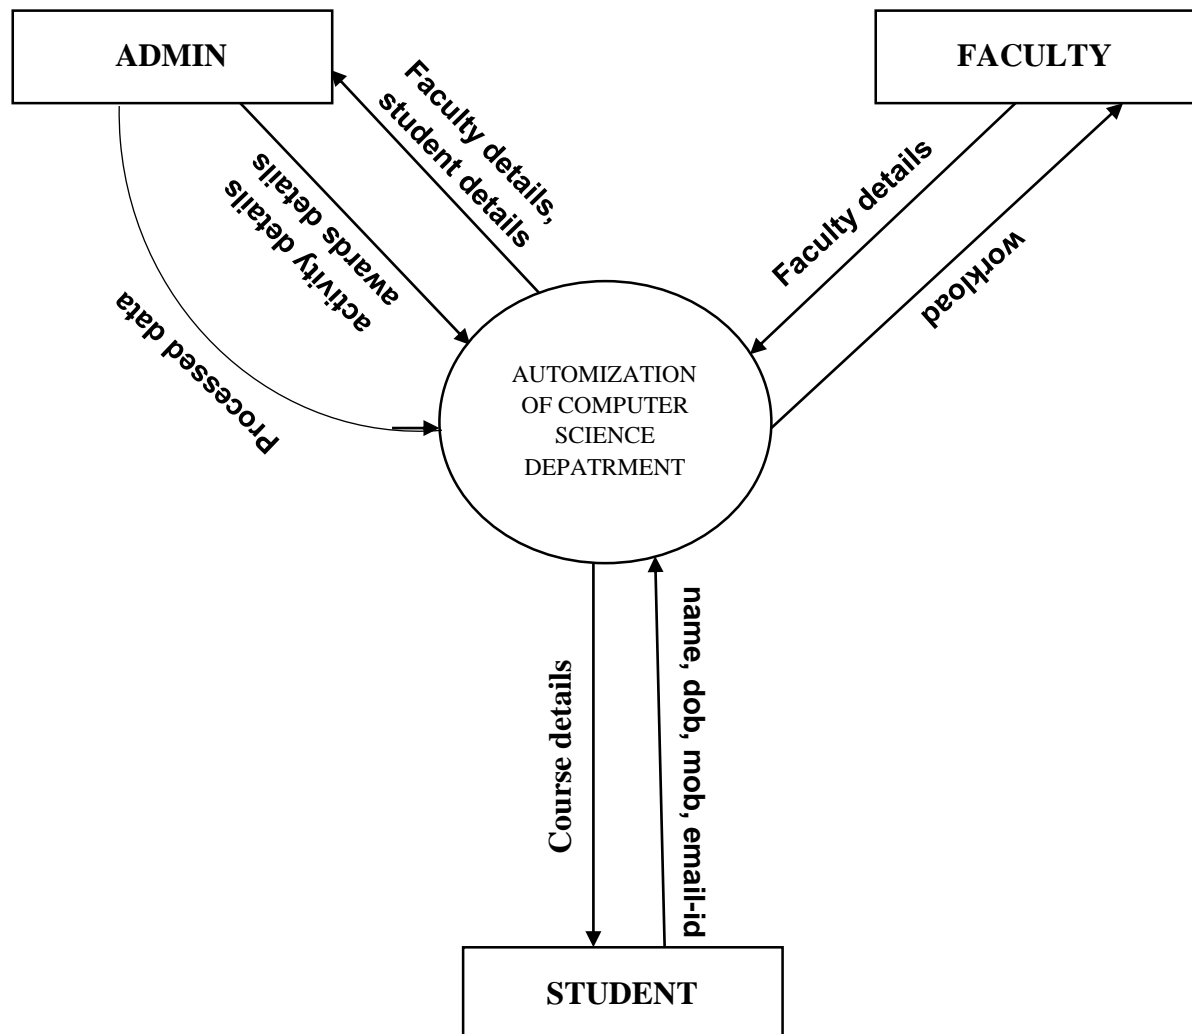 ADMIN
FACULTY
Faculty details,
student details
awards details
activity details
Processed data
Faculty details
workload
AUTOMIZATION
OF COMPUTER
SCIENCE
DEPATRMENT
Course details
name, dob, mob, email-id
STUDENT